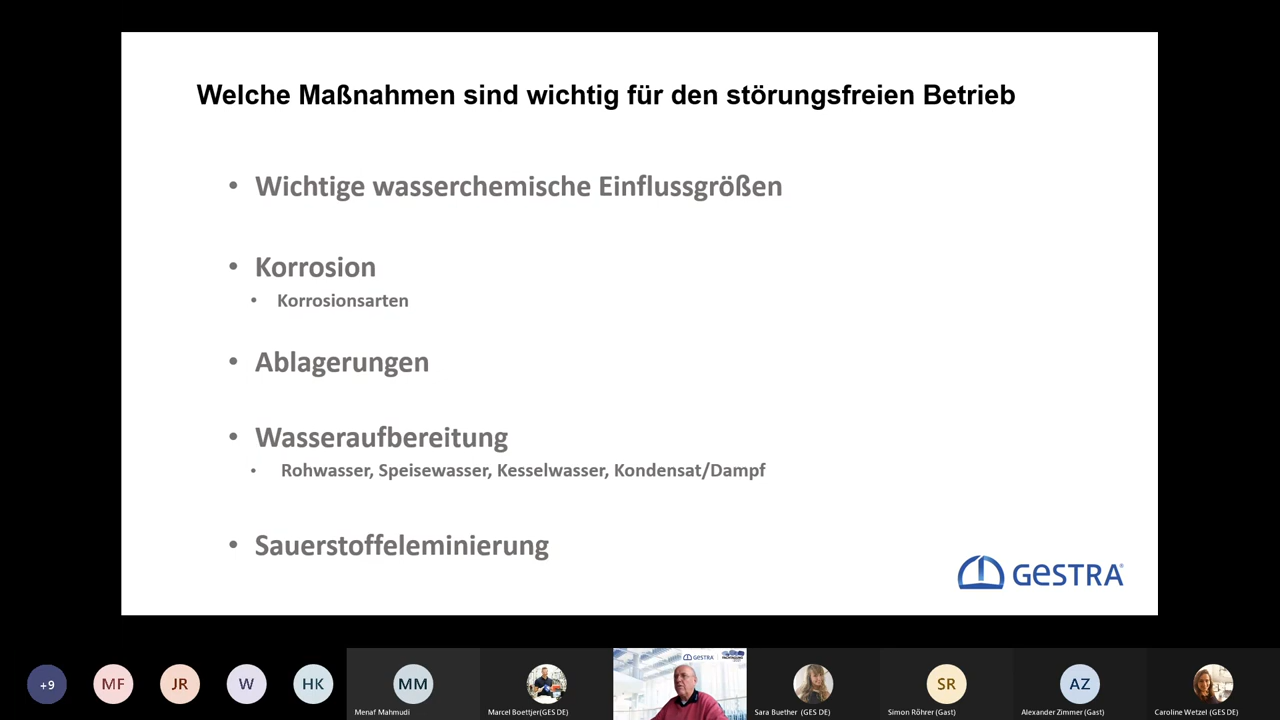 Welche Maßnahmen sind wichtig für den störungsfreien Betrieb
• Wichtige wasserchemische Einflussgrößen
• Korrosion
• Korrosionsarten
• Ablagerungen
• Wasseraufbereitung
• Rohwasser, Speisewasser, Kesselwasser, Kondensat/Dampf
• Sauerstoffeleminierung
GESTRA®
+9
MF
JR
W
HK
MM
Menaf Mahmudi
Marcel Boettjer(GES DE)
GESTRA
Sara Buether (GES DE)
SR
Simon Röhrer (Gast)
AZ
Alexander Zimmer (Gast)
Caroline Wetzel (GES DE)